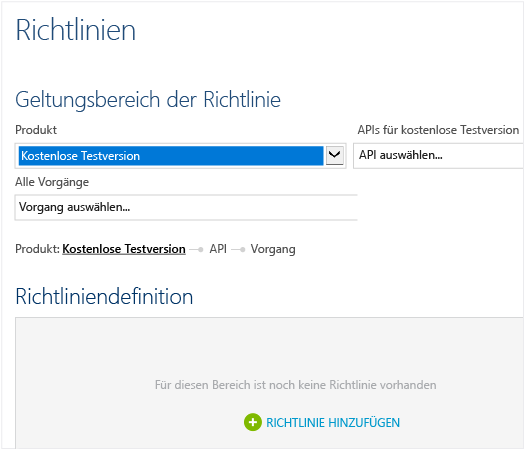 Richtlinien
Geltungsbereich der Richtlinie
Produkt
APIs für kostenlose Testversion
Kostenlose Testversion
API auswählen...
Alle Vorgänge
Vorgang auswählen...
Produkt: Kostenlose Testversion API Vorgang
Richtliniendefinition
Für diesen Bereich ist noch keine Richtlinie vorhanden
RICHTLINIE HINZUFÜGEN